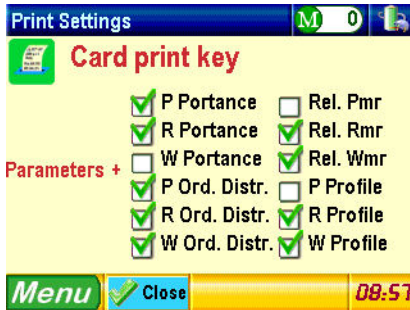 Print Settings M 0
Card print key
P Portance Rel. Pmr
R Portance Rel. Rmr
W Portance Rel. Wmr
Parameters +
P Ord. Distr. P Profile
R Ord. Distr. R Profile
W Ord. Distr. W Profile
Menu Close 08:57